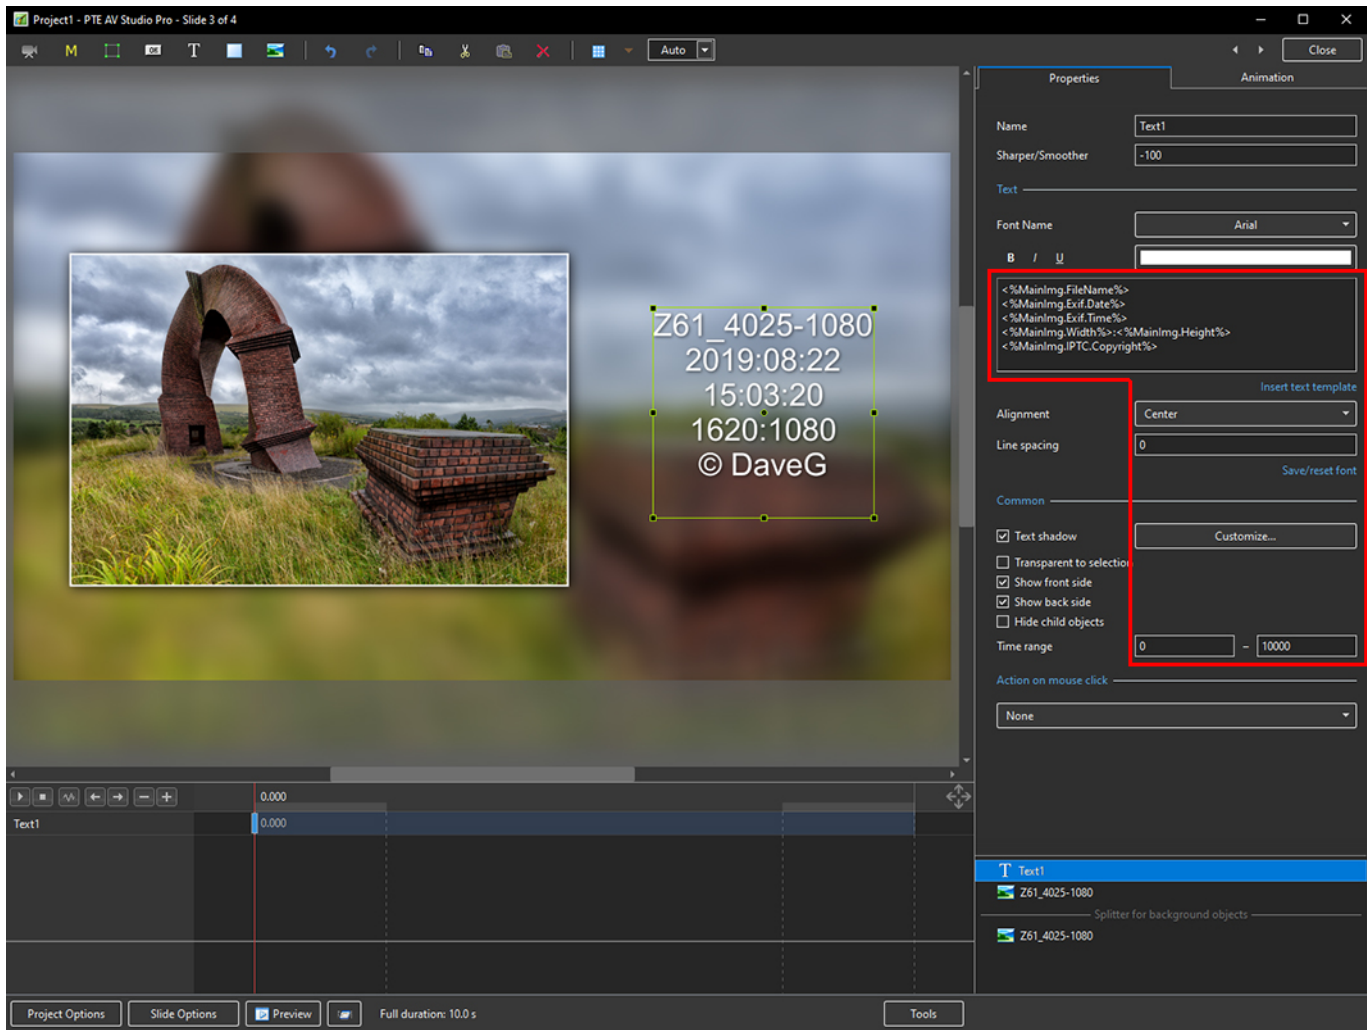 Project1 - PTE AV Studio Pro - Slide 3 of 4
M
OK
T
Auto
Close
Properties
Animation
Name
Text1
Sharper/Smoother
-100
Text
Font Name
Arial
B I U
<%MainImg.FileName%>
<%MainImg.Exif.Date%>
<%MainImg.Exif.Time%>
<%MainImg.Width%>:<%MainImg.Height%>
<%MainImg.IPTC.Copyright%>
Insert text template
Alignment
Center
Line spacing
0
Save/reset font
Common
Text shadow
Customize...
Transparent to selection
Show front side
Show back side
Hide child objects
Time range
0 – 10000
Action on mouse click
None
Z61_4025-1080
2019:08:22
15:03:20
1620:1080
© DaveG
0.000
Text1
0.000
T Text1
Z61_4025-1080
Splitter for background objects
Z61_4025-1080
Project Options
Slide Options
Preview
Full duration: 10.0 s
Tools